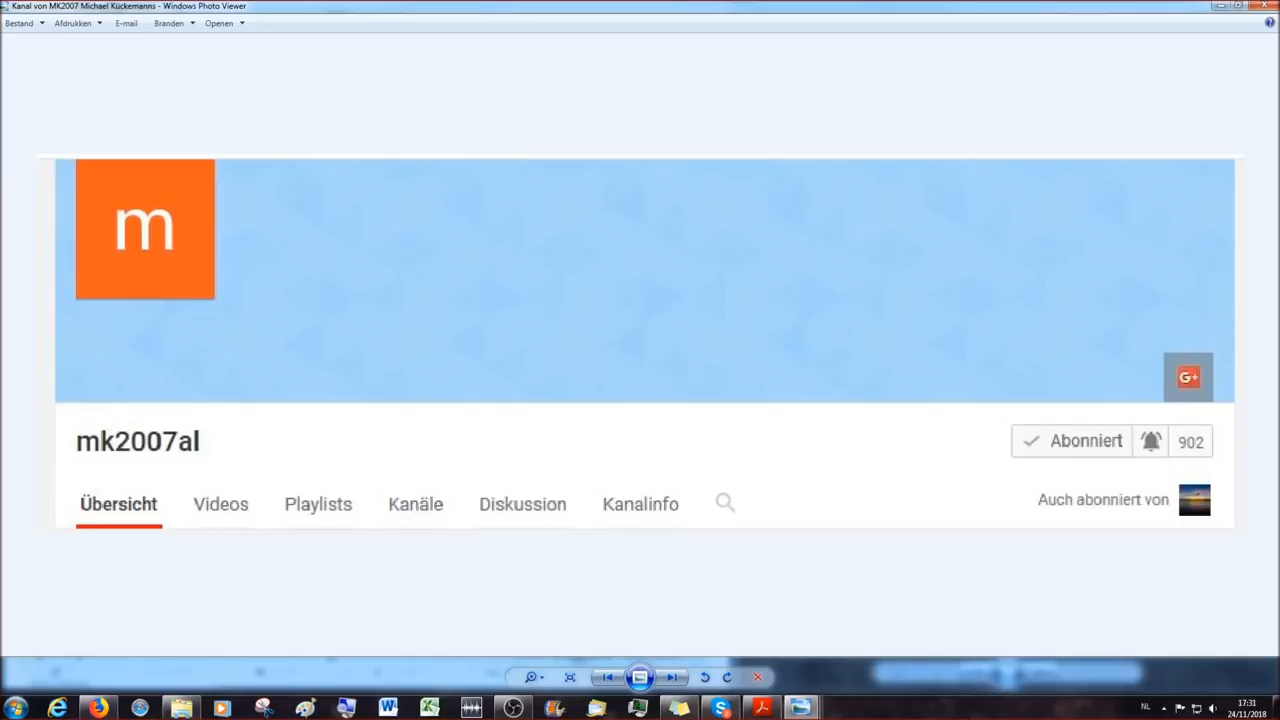 Kanal von MK2007 Michael Kückemanns - Windows Photo Viewer
Bestand Afdrukken E-mail Branden Openen
m
G+
mk2007al
Abonniert 902
Übersicht Videos Playlists Kanäle Diskussion Kanalinfo
Auch abonniert von
NL
17:31
24/11/2018